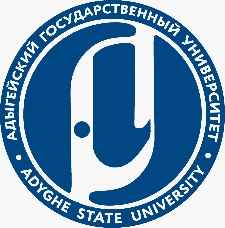 АДЫГЕЙСКИЙ ГОСУДАРСТВЕННЫЙ УНИВЕРСИТЕТ
• ADYGHE STATE UNIVERSITY •